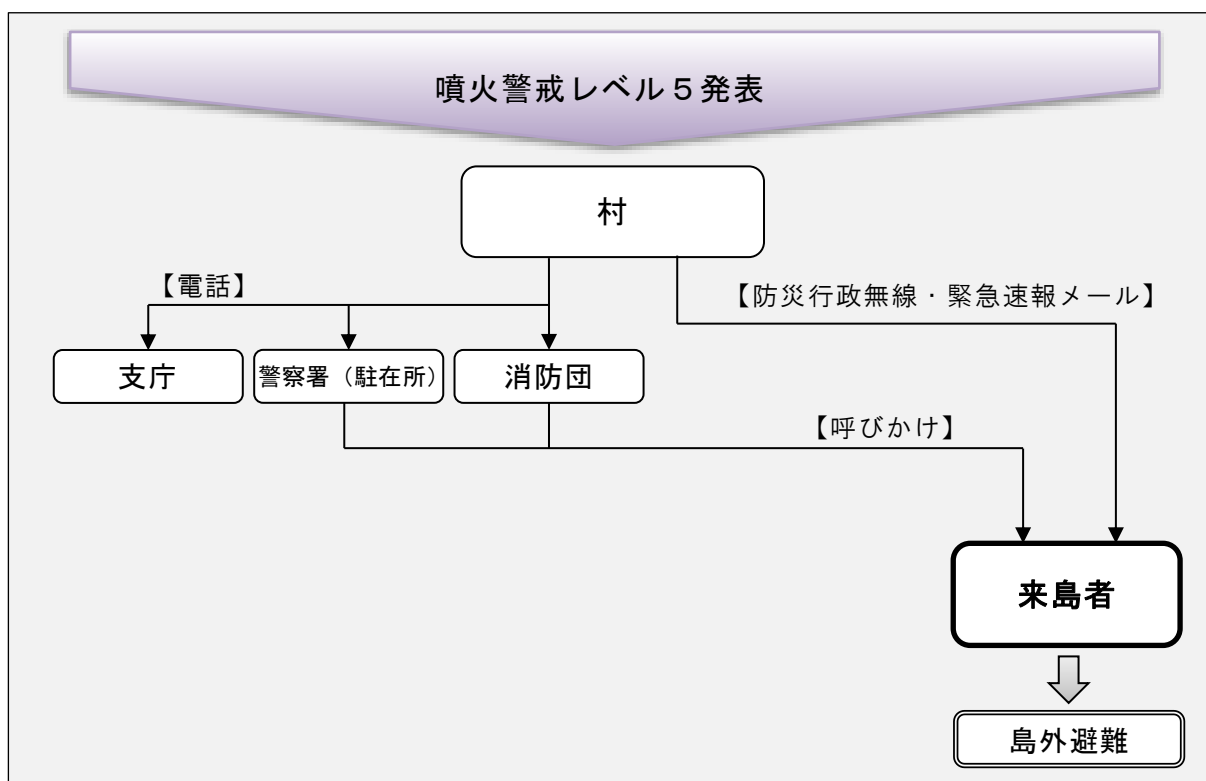 噴火警戒レベル５発表
村
【電話】
【防災行政無線・緊急速報メール】
支庁
警察署（駐在所）
消防団
【呼びかけ】
来島者
島外避難